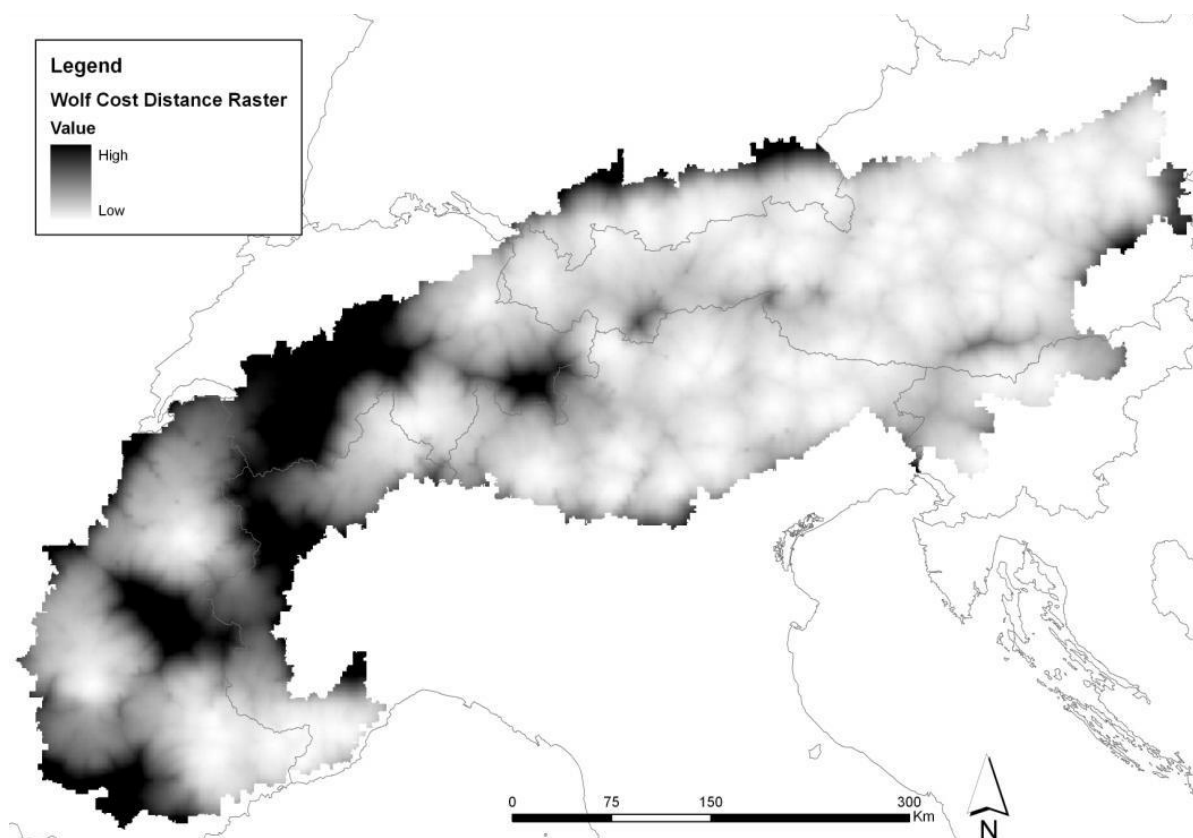 Legend
Wolf Cost Distance Raster
Value
High
Low
0 75 150 300
Km
N